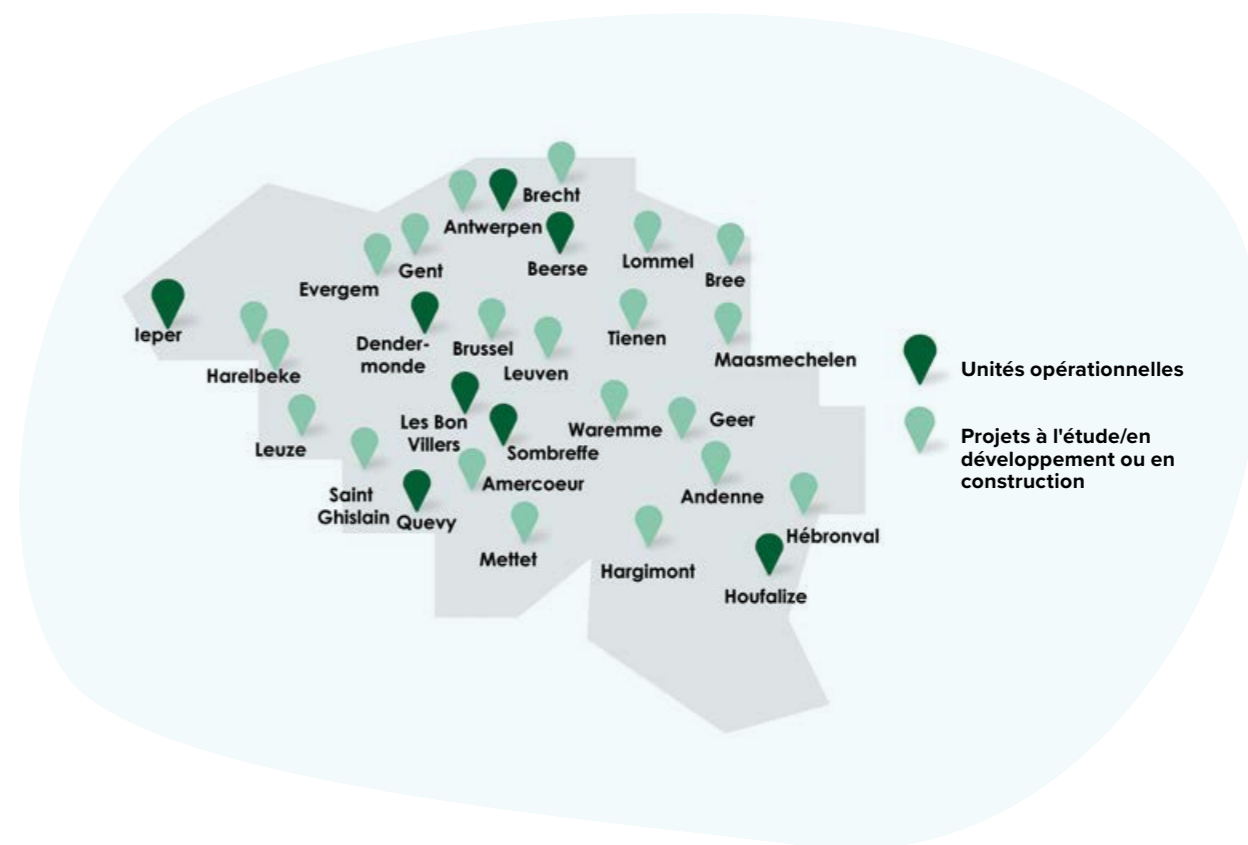 Brecht
Antwerpen
Beerse
Lommel
Bree
Gent
Evergem
Ieper
Dender-
monde
Brussel
Leuven
Tienen
Maasmechelen
Harelbeke
Leuze
Les Bon
Villers
Sombreffe
Waremme
Geer
Saint
Ghislain
Quevy
Amercoeur
Andenne
Mettet
Hargimont
Hébronval
Houfalize
Unités opérationnelles
Projets à l'étude/en
développement ou en
construction